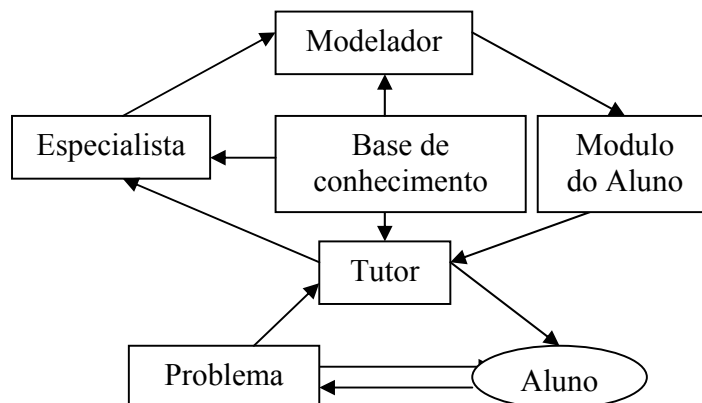 Modelador
Especialista
Base de
conhecimento
Modulo
do Aluno
Tutor
Problema
Aluno